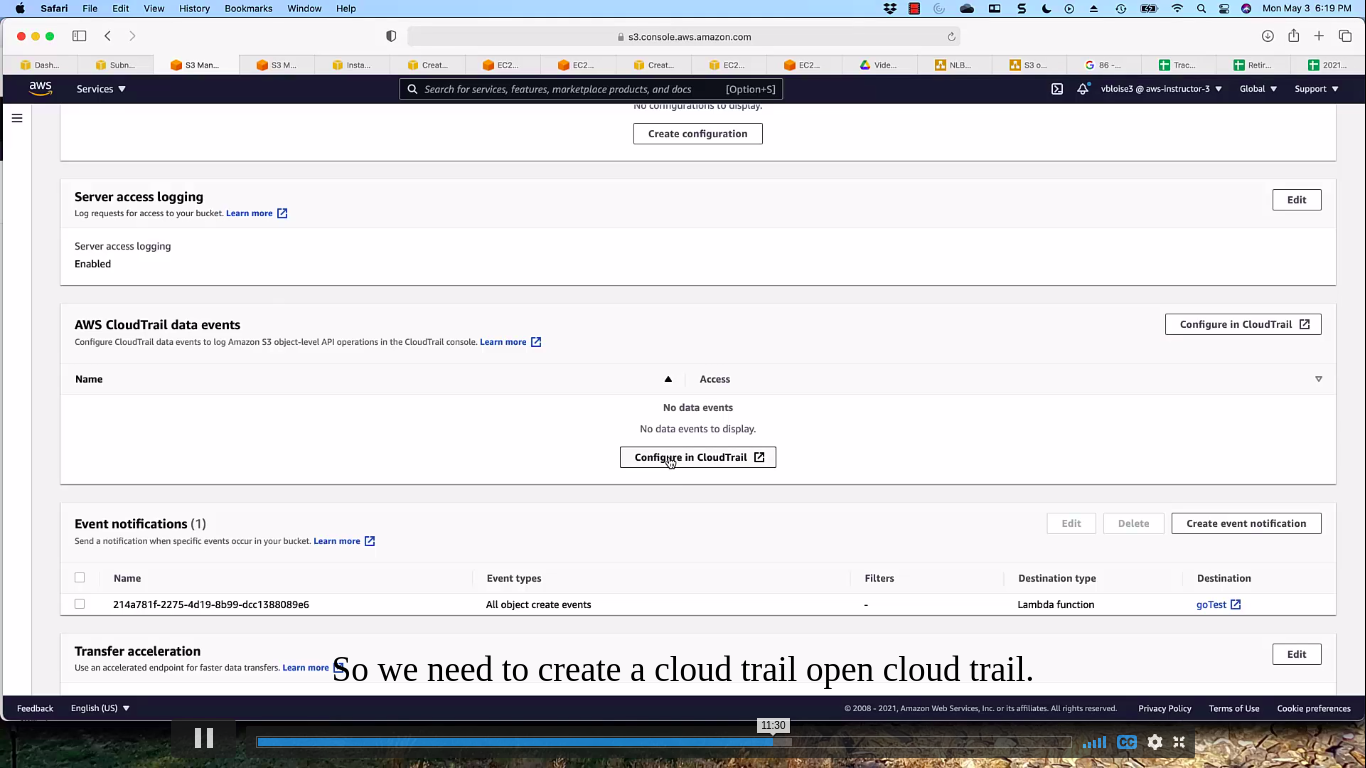 Safari File Edit View History Bookmarks Window Help Mon May 3 6:19 PM
s3.console.aws.amazon.com
Dash... Subn... S3 Man... S3 M... Insta... Creat... EC2... EC2... Creat... EC2... EC2... Vide... NLB... S3 o... 86 -... Trac... Retir... 2021...
aws Services Search for services, features, marketplace products, and docs [Option+S] vbloise3 @ aws-instructor-3 Global Support
No configurations to display.
Create configuration
Server access logging Edit
Log requests for access to your bucket. Learn more
Server access logging
Enabled
AWS CloudTrail data events Configure in CloudTrail
Configure CloudTrail data events to log Amazon S3 object-level API operations in the CloudTrail console. Learn more
Name Access
No data events
No data events to display.
Configure in CloudTrail
Event notifications (1) Edit Delete Create event notification
Send a notification when specific events occur in your bucket. Learn more
Name Event types Filters Destination type Destination
214a781f-2275-4d19-8b99-dcc1388089e6 All object create events - Lambda function goTest
Transfer acceleration Edit
Use an accelerated endpoint for faster data transfers. Learn more
So we need to create a cloud trail open cloud trail.
Feedback English (US) © 2008 - 2021, Amazon Web Services, Inc. or its affiliates. All rights reserved. Privacy Policy Terms of Use Cookie preferences
11:30
CC